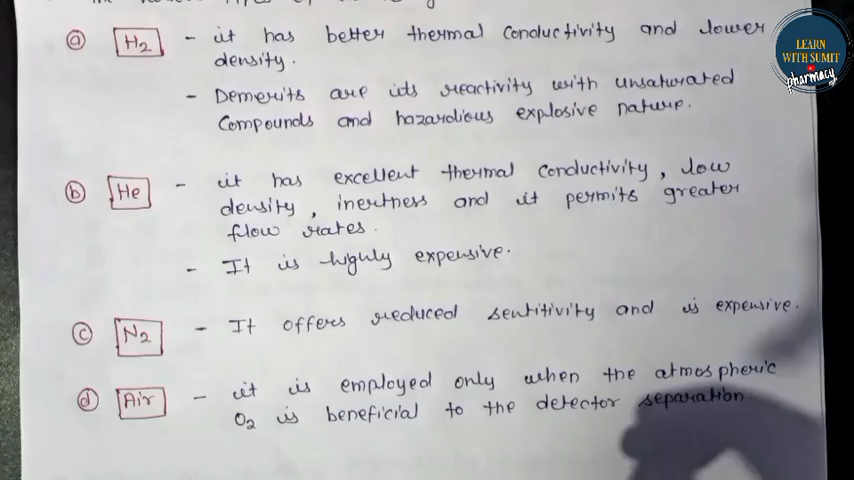 ⓐ H2 - it has better thermal conductivity and lower
density.
- Demerits are its reactivity with unsaturated
Compounds and hazardious explosive nature.
ⓑ He - it has excellent thermal conductivity, low
density, inertness and it permits greater
flow rates.
- It is highly expensive.
ⓒ N2 - It offers reduced sentitivity and is expensive.
ⓓ Air - it is employed only when the atmospheric
O2 is beneficial to the detector separation
LEARN
WITH SUMIT
pharmacy